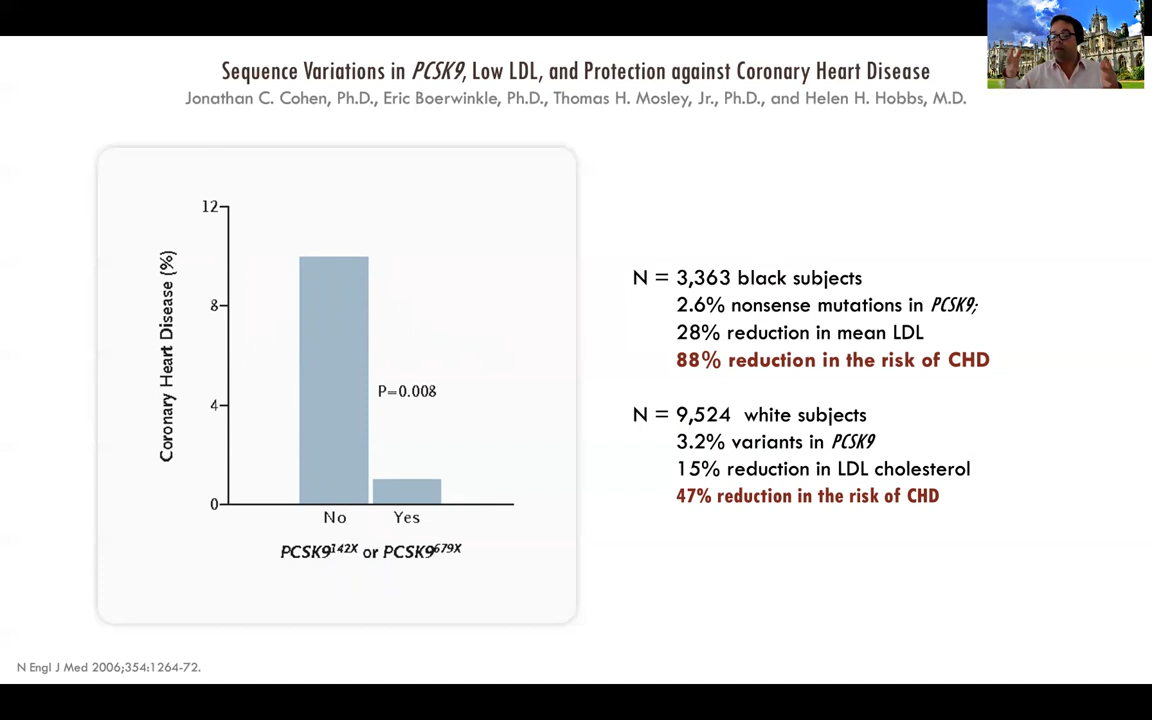 Sequence Variations in PCSK9, Low LDL, and Protection against Coronary Heart Disease
Jonathan C. Cohen, Ph.D., Eric Boerwinkle, Ph.D., Thomas H. Mosley, Jr., Ph.D., and Helen H. Hobbs, M.D.
12
8
4
0
Coronary Heart Disease (%)
P=0.008
No Yes
PCSK9142X or PCSK9679X
N = 3,363 black subjects
2.6% nonsense mutations in PCSK9;
28% reduction in mean LDL
88% reduction in the risk of CHD
N = 9,524 white subjects
3.2% variants in PCSK9
15% reduction in LDL cholesterol
47% reduction in the risk of CHD
N Engl J Med 2006;354:1264-72.